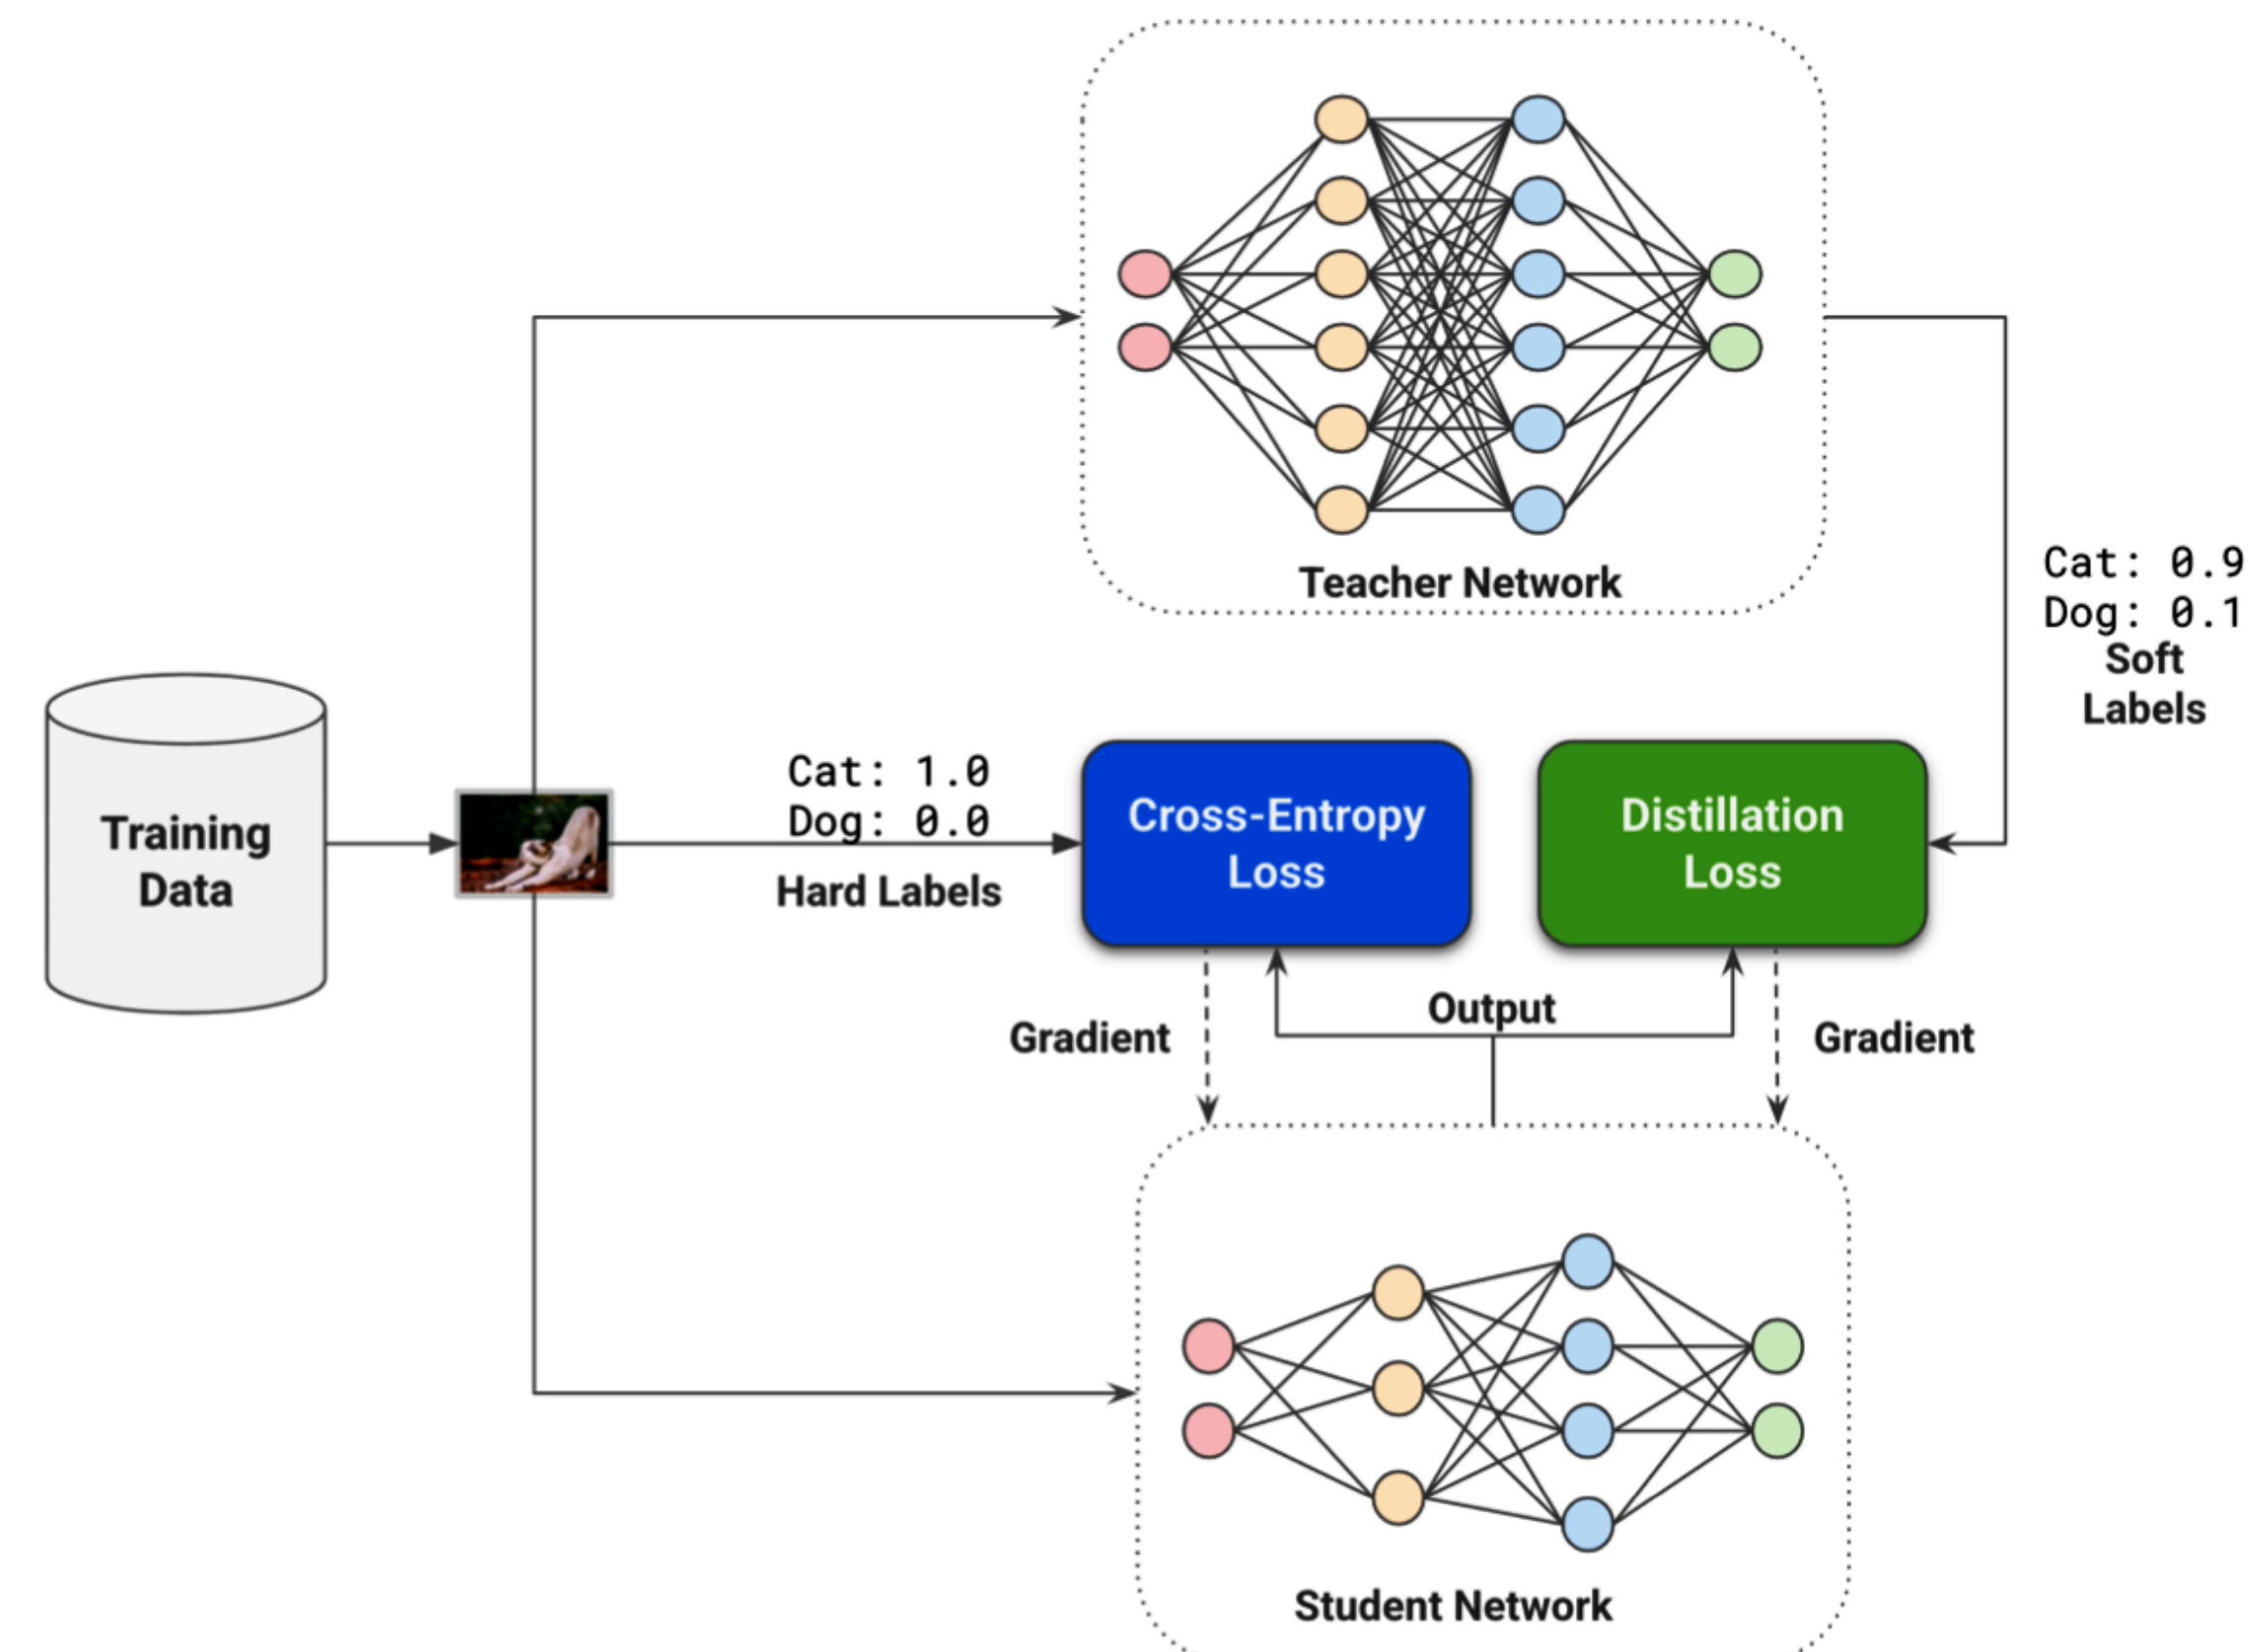 Teacher Network
Cat: 0.9
Dog: 0.1
Soft
Labels
Training
Data
Cat: 1.0
Dog: 0.0
Hard Labels
Cross-Entropy
Loss
Distillation
Loss
Gradient
Output
Gradient
Student Network